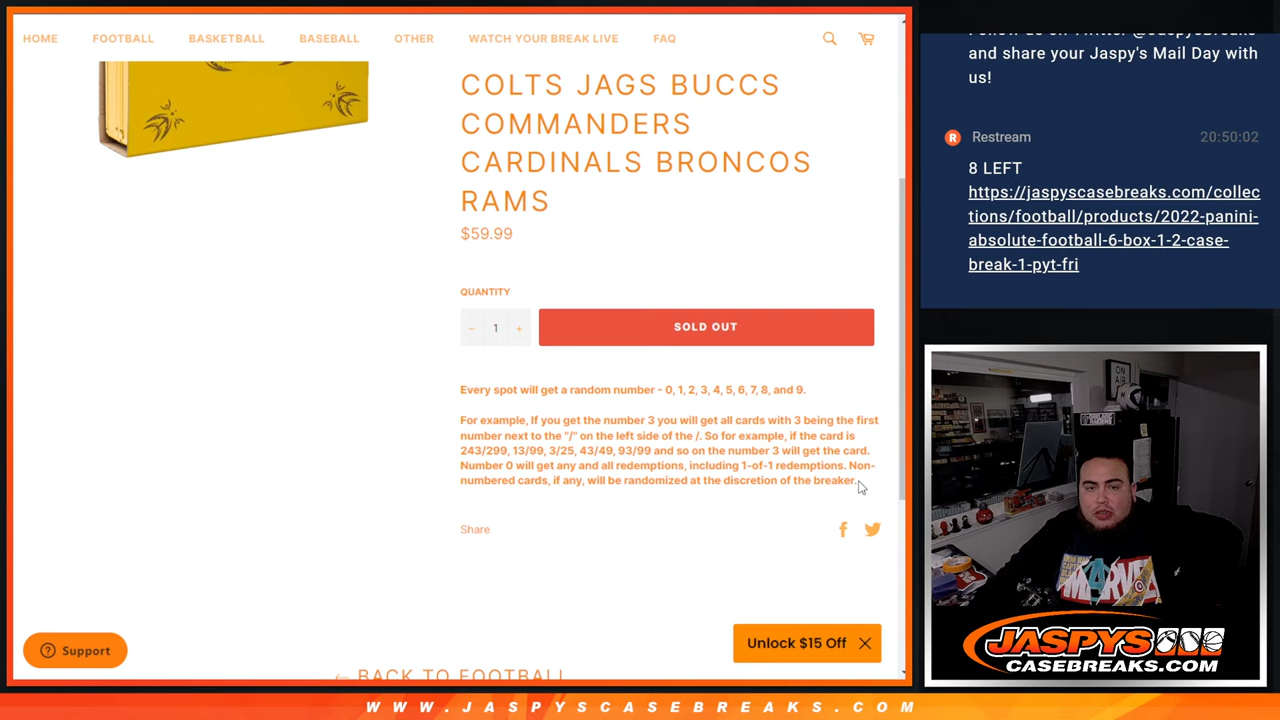 HOME FOOTBALL BASKETBALL BASEBALL OTHER WATCH YOUR BREAK LIVE FAQ
COLTS JAGS BUCCS
COMMANDERS
CARDINALS BRONCOS
RAMS
$59.99
QUANTITY
− 1 +
SOLD OUT
Every spot will get a random number - 0, 1, 2, 3, 4, 5, 6, 7, 8, and 9.
For example, If you get the number 3 you will get all cards with 3 being the first
number next to the "/" on the left side of the /. So for example, if the card is
243/299, 13/99, 3/25, 43/49, 93/99 and so on the number 3 will get the card.
Number 0 will get any and all redemptions, including 1-of-1 redemptions. Non-
numbered cards, if any, will be randomized at the discretion of the breaker.
Share
Unlock $15 Off
Support
← BACK TO FOOTBALL
and share your Jaspy's Mail Day with
us!
Restream 20:50:02
8 LEFT
https://jaspyscasebreaks.com/collec
tions/football/products/2022-panini-
absolute-football-6-box-1-2-case-
break-1-pyt-fri
ON
AIR
MARVEL
JASPYS
CASEBREAKS.COM
WWW.JASPYSCASEBREAKS.COM